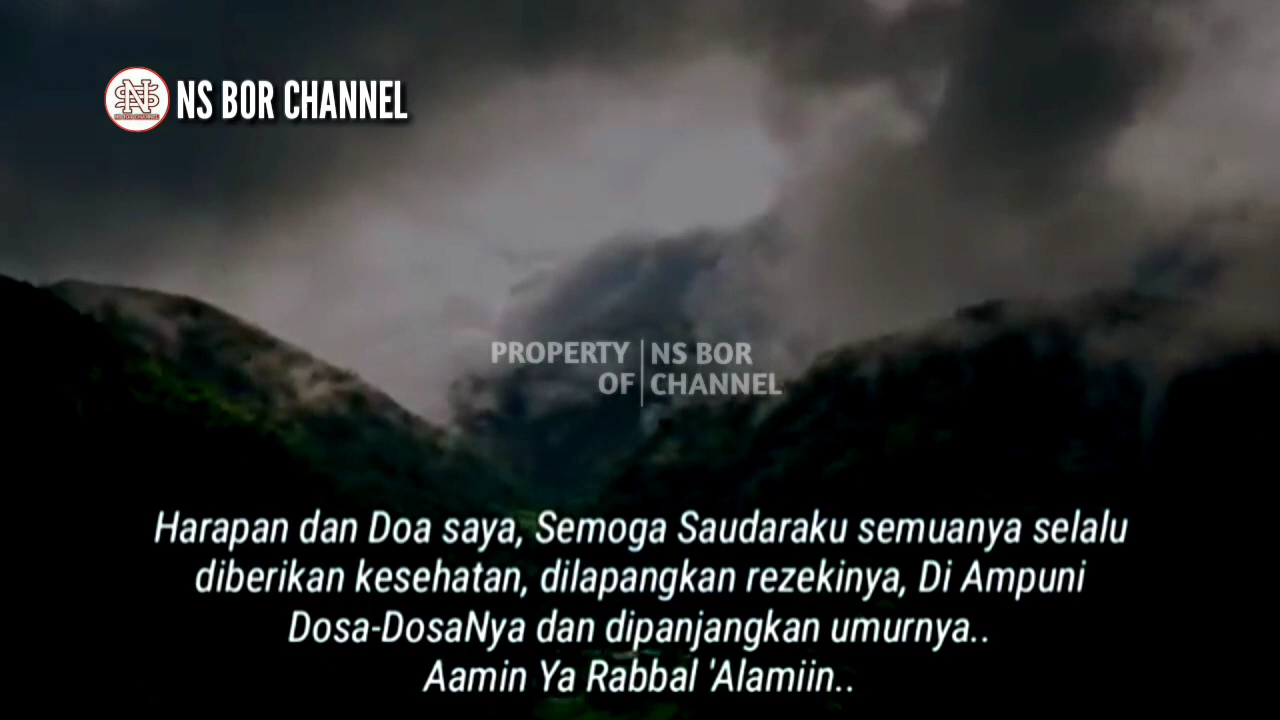 NS BOR CHANNEL
PROPERTY OF
NS BOR CHANNEL
Harapan dan Doa saya, Semoga Saudaraku semuanya selalu
diberikan kesehatan, dilapangkan rezekinya, Di Ampuni
Dosa-DosaNya dan dipanjangkan umurnya..
Aamin Ya Rabbal 'Alamiin..